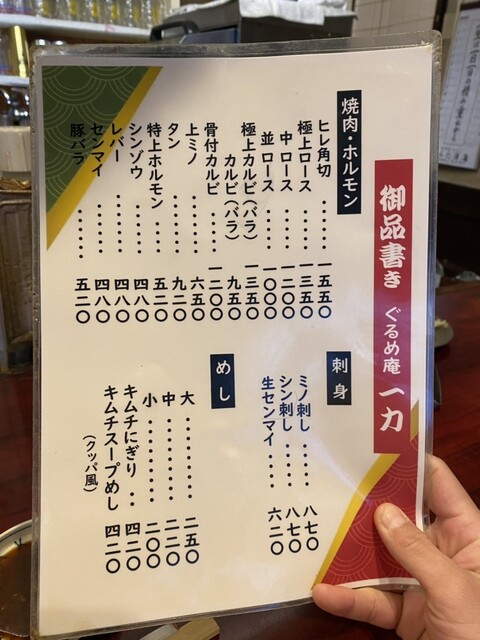 御品書き ぐるめ庵 一力
焼肉・ホルモン
ヒレ角切 ‥‥‥ 一五五〇
極上ロース ‥‥‥ 一三五〇
中ロース ‥‥‥ 一二〇〇
並ロース ‥‥‥ 一〇〇〇
極上カルビ(バラ) ‥ 一三五〇
カルビ(バラ) ‥‥ 九五〇
骨付カルビ ‥‥‥ 一二〇〇
上ミノ ‥‥‥‥ 六五〇
タン ‥‥‥‥‥ 九二〇
特上ホルモン ‥‥‥ 五二〇
シンゾウ ‥‥‥‥ 四八〇
レバー ‥‥‥‥ 四八〇
センマイ ‥‥‥‥ 四八〇
豚バラ ‥‥‥‥ 五二〇
刺身
ミノ刺し ‥‥‥ 八七〇
シン刺し ‥‥‥ 八七〇
生センマイ ‥‥ 六二〇
めし
大 ‥‥‥‥‥ 二五〇
中 ‥‥‥‥‥ 二二〇
小 ‥‥‥‥‥ 二〇〇
キムチにぎり ‥ 四二〇
キムチスープめし 四二〇
(クッパ風)